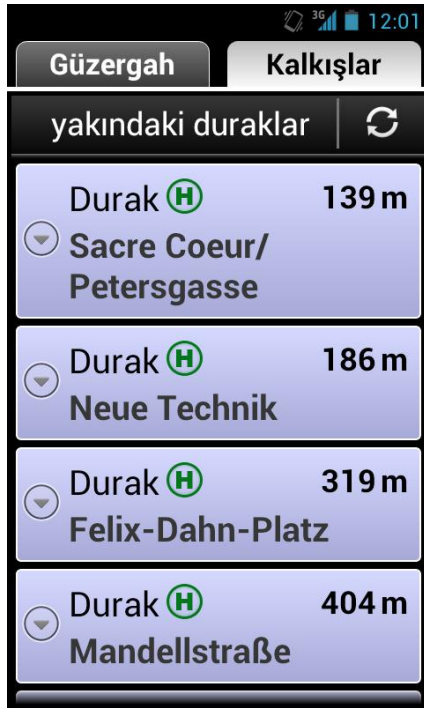 3G 12:01
Güzergah Kalkışlar
yakındaki duraklar
Durak H 139 m
Sacre Coeur/
Petersgasse
Durak H 186 m
Neue Technik
Durak H 319 m
Felix-Dahn-Platz
Durak H 404 m
Mandellstraße